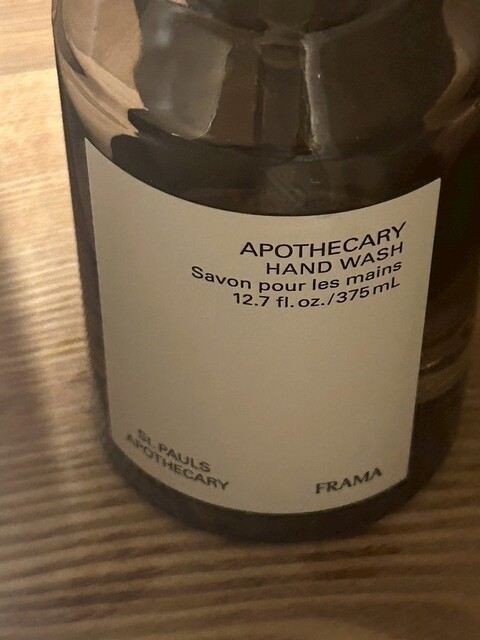 APOTHECARY
HAND WASH
Savon pour les mains
12.7 fl. oz./375 mL
St. PAULS
APOTHECARY
FRAMA